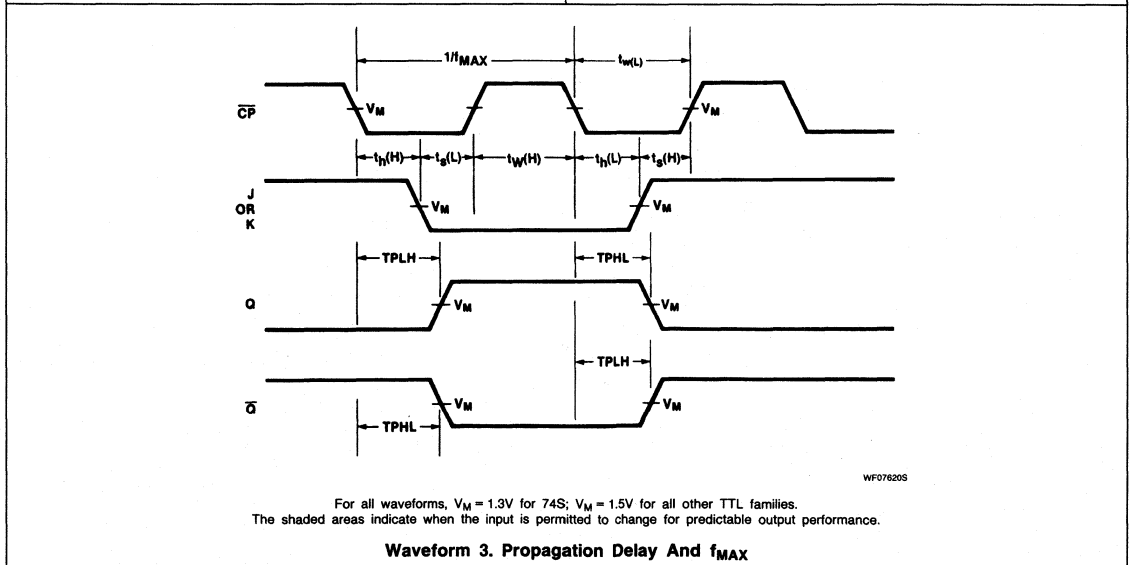 1/fMAX
tw(L)
C̅P̅
VM
VM
th(H)
ts(L)
tW(H)
th(L)
ts(H)
J
OR
K
VM
VM
TPLH
TPHL
Q
VM
VM
TPLH
Q̅
VM
VM
TPHL
WF07620S
For all waveforms, VM = 1.3V for 74S; VM = 1.5V for all other TTL families.
The shaded areas indicate when the input is permitted to change for predictable output performance.
Waveform 3. Propagation Delay And fMAX